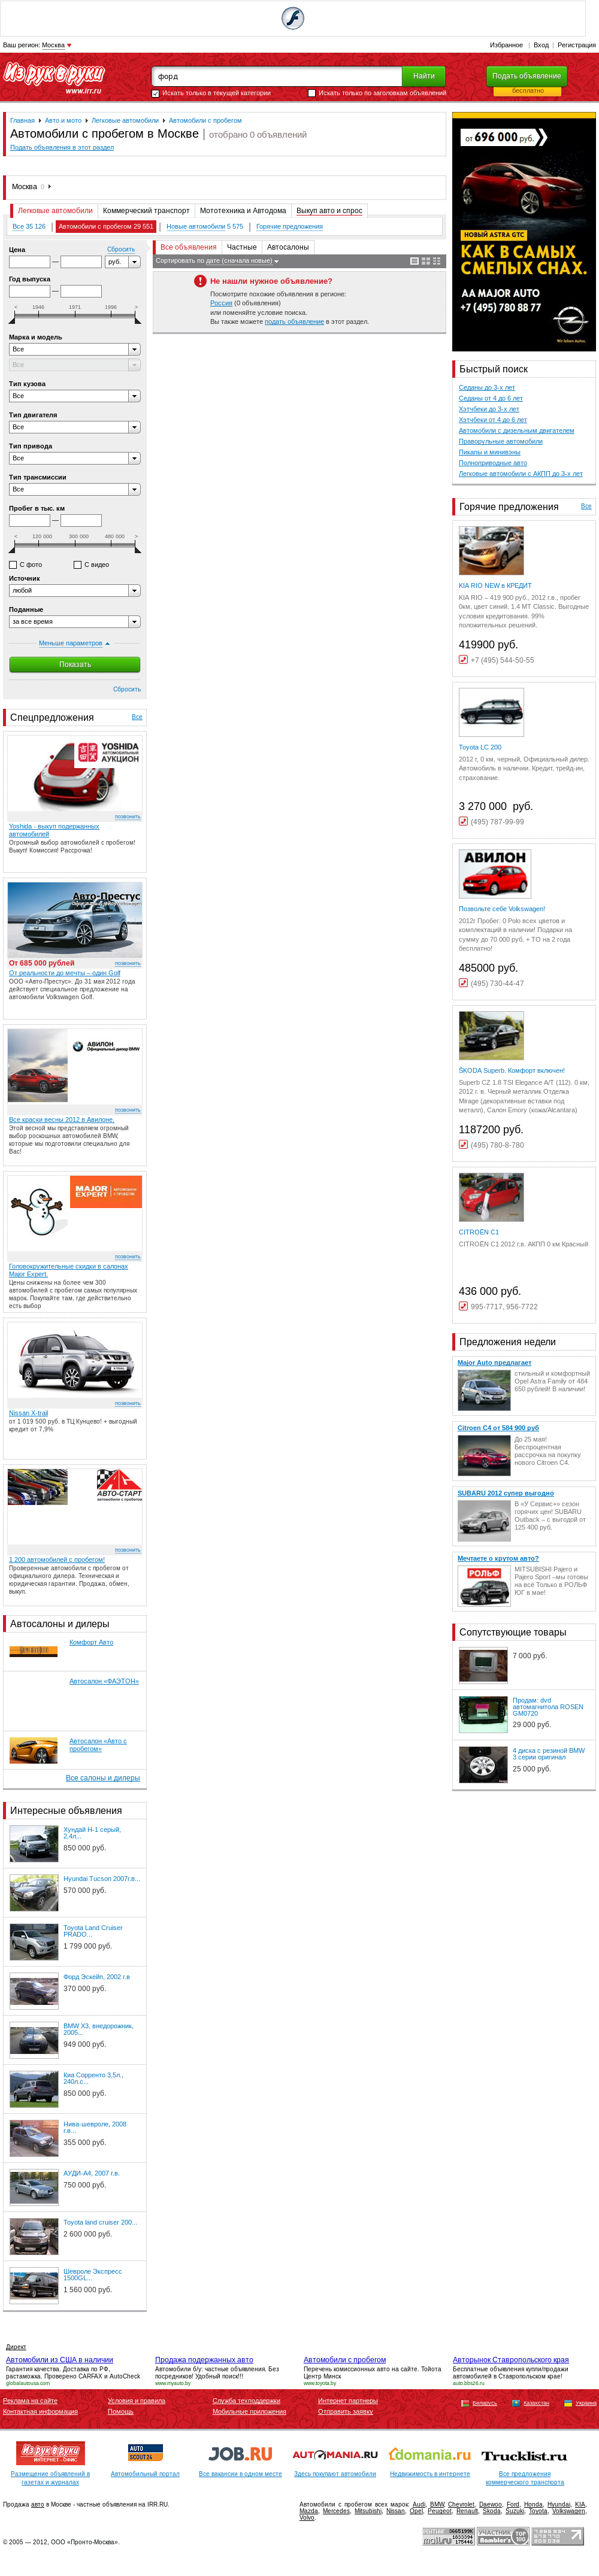 Ваш регион: Москва
Избранное | Вход | Регистрация
Из рук в руки
www.irr.ru
форд
Найти
Искать только в текущей категории
Искать только по заголовкам объявлений
Подать объявление
бесплатно
Главная Авто и мото Легковые автомобили Автомобили с пробегом
Автомобили с пробегом в Москве | отобрано 0 объявлений
Подать объявления в этот раздел
Москва 0
Легковые автомобили
Коммерческий транспорт
Мототехника и Автодома
Выкуп авто и спрос
Все 35 126 | Автомобили с пробегом 29 551 | Новые автомобили 5 575 | Горячие предложения
Цена
Сбросить
— руб.
Год выпуска
—
< 1946 1971 1996 >
Марка и модель
Все
Все
Тип кузова
Все
Тип двигателя
Все
Тип привода
Все
Тип трансмиссии
Все
Пробег в тыс. км
—
< 120 000 300 000 480 000 >
С фото
С видео
Источник
любой
Поданные
за все время
Меньше параметров
Показать
Сбросить
Все объявления
Частные
Автосалоны
Сортировать по дате (сначала новые)
Не нашли нужное объявление?
Посмотрите похожие объявления в регионе:
Россия (0 объявления)
или поменяйте условие поиска.
Вы также можете подать объявление в этот раздел.
от 696 000 руб.
НОВЫЙ ASTRA GTC
КАК В САМЫХ СМЕЛЫХ СНАХ.
AA MAJOR AUTO
+7 (495) 780 88 77
Wir leben Autos.
Быстрый поиск
Седаны до 3-х лет
Седаны от 4 до 6 лет
Хэтчбеки до 3-х лет
Хэтчбеки от 4 до 6 лет
Автомобили с дизельным двигателем
Праворульные автомобили
Пикапы и минивэны
Полноприводные авто
Легковые автомобили с АКПП до 3-х лет
Горячие предложения
Все
KIA RIO NEW в КРЕДИТ
KIA RIO – 419 900 руб., 2012 г.в., пробег 0км, цвет синий. 1.4 МТ Classic. Выгодные условия кредитования. 99% положительных решений.
419900 руб.
+7 (495) 544-50-55
Toyota LC 200
2012 г, 0 км, черный, Официальный дилер. Автомобиль в наличии. Кредит, трейд-ин, страхование.
3 270 000 руб.
(495) 787-99-99
АВИЛОН
Позвольте себе Volkswagen!
2012г Пробег: 0 Polo всех цветов и комплектаций в наличии! Подарки на сумму до 70 000 руб. + ТО на 2 года бесплатно!
485000 руб.
(495) 730-44-47
ŠKODA Superb. Комфорт включен!
Superb CZ 1.8 TSI Elegance A/T (112). 0 км, 2012 г. в. Черный металлик Отделка Mirage (декоративные вставки под металл), Салон Emory (кожа/Alcantara)
1187200 руб.
(495) 780-8-780
CITROËN C1
CITROËN C1 2012 г.в. АКПП 0 км Красный
436 000 руб.
995-7717, 956-7722
Предложения недели
Major Auto предлагает
стильный и комфортный Opel Astra Family от 484 650 рублей! В наличии!
Citroen C4 от 584 900 руб
До 25 мая! Беспроцентная рассрочка на покупку нового Citroen C4.
SUBARU 2012 супер выгодно
В «У Сервис+» сезон горячих цен! SUBARU Outback – с выгодой от 125 400 руб.
Мечтаете о крутом авто?
РОЛЬФ
MITSUBISHI Pajero и Pajero Sport –мы готовы на всё Только в РОЛЬФ ЮГ в мае!
Сопутствующие товары
7 000 руб.
Продам: dvd автомагнитола ROSEN GM0720
29 000 руб.
4 диска с резиной BMW 3 серии оригинал
25 000 руб.
Спецпредложения
Все
YOSHIDA
АВТОМОБИЛЬНЫЙ
АУКЦИОН
позвонить
Yoshida - выкуп подержанных автомобилей
Огромный выбор автомобилей с пробегом! Выкуп! Комиссия! Рассрочка!
Авто-Престус
От 685 000 рублей
позвонить
От реальности до мечты – один Golf
ООО «Авто-Престус». До 31 мая 2012 года действует специальное предложение на автомобили Volkswagen Golf.
АВИЛОН
Официальный дилер BMW
позвонить
Все краски весны 2012 в Авилоне.
Этой весной мы представляем огромный выбор роскошных автомобилей BMW, которые мы подготовили специально для Вас!
MAJOR EXPERT
АВТОМОБИЛИ С ПРОБЕГОМ
позвонить
Головокружительные скидки в салонах Major Expert.
Цены снижены на более чем 300 автомобилей с пробегом самых популярных марок. Покупайте там, где действительно есть выбор
позвонить
Nissan X-trail
от 1 019 500 руб. в ТЦ Кунцево! + выгодный кредит от 7,9%
АВТО-СТАРТ
автомобили с пробегом
позвонить
1 200 автомобилей с пробегом!
Проверенные автомобили с пробегом от официального дилера. Техническая и юридическая гарантии. Продажа, обмен, выкуп.
Автосалоны и дилеры
Комфорт Авто
Автосалон «ФАЭТОН»
Автосалон «Авто с пробегом»
Все салоны и дилеры
Интересные объявления
Хундай Н-1 серый, 2,4л...
850 000 руб.
Hyundai Tucson 2007г.в...
570 000 руб.
Toyota Land Cruiser PRADO...
1 799 000 руб.
Форд Эскейп, 2002 г.в
370 000 руб.
BMW X3, внедорожник, 2005...
949 000 руб.
Киа Сорренто 3,5л., 240л.с...
850 000 руб.
Нива-шевроле, 2008 г.в...
355 000 руб.
АУДИ-А4, 2007 г.в.
750 000 руб.
Toyota land cruiser 200...
2 600 000 руб.
Шевроле Экспресс 1500GL...
1 560 000 руб.
Директ
Автомобили из США в наличии
Гарантия качества. Доставка по РФ, растаможка. Проверено CARFAX и AutoCheck
globalautousa.com
Продажа подержанных авто
Автомобили б/у: частные объявления. Без посредников! Удобный поиск!!!
www.myauto.by
Автомобили с пробегом
Перечень комиссионных авто на сайте. Тойота Центр Минск
www.toyota.by
Авторынок Ставропольского края
Бесплатные объявления купли/продажи автомобилей в Ставропольском крае!
auto.bbs26.ru
Реклама на сайте
Контактная информация
Условия и правила
Помощь
Служба техподдержки
Мобильные приложения
Интернет партнеры
Отправить заявку
Беларусь
Казахстан
Украина
Из рук в руки
ИНТЕРНЕТ-ОФИС
Размещение объявлений в газетах и журналах
AUTO SCOUT24
Автомобильный портал
JOB.RU
Все вакансии в одном месте
AUTOMANIA.RU
Здесь покупают автомобили
domania.ru
Недвижимость в интернете
Trucklist.ru
Все предложения коммерческого транспорта
Продажа авто в Москве - частные объявления на IRR.RU.
Автомобили с пробегом всех марок: Audi, BMW, Chevrolet, Daewoo, Ford, Honda, Hyundai, KIA, Mazda, Mercedes, Mitsubishi, Nissan, Opel, Peugeot, Renault, Skoda, Suzuki, Toyota, Volkswagen, Volvo.
© 2005 — 2012, ООО «Пронто-Москва».
mail.ru
УЧАСТНИК Rambler's TOP 100